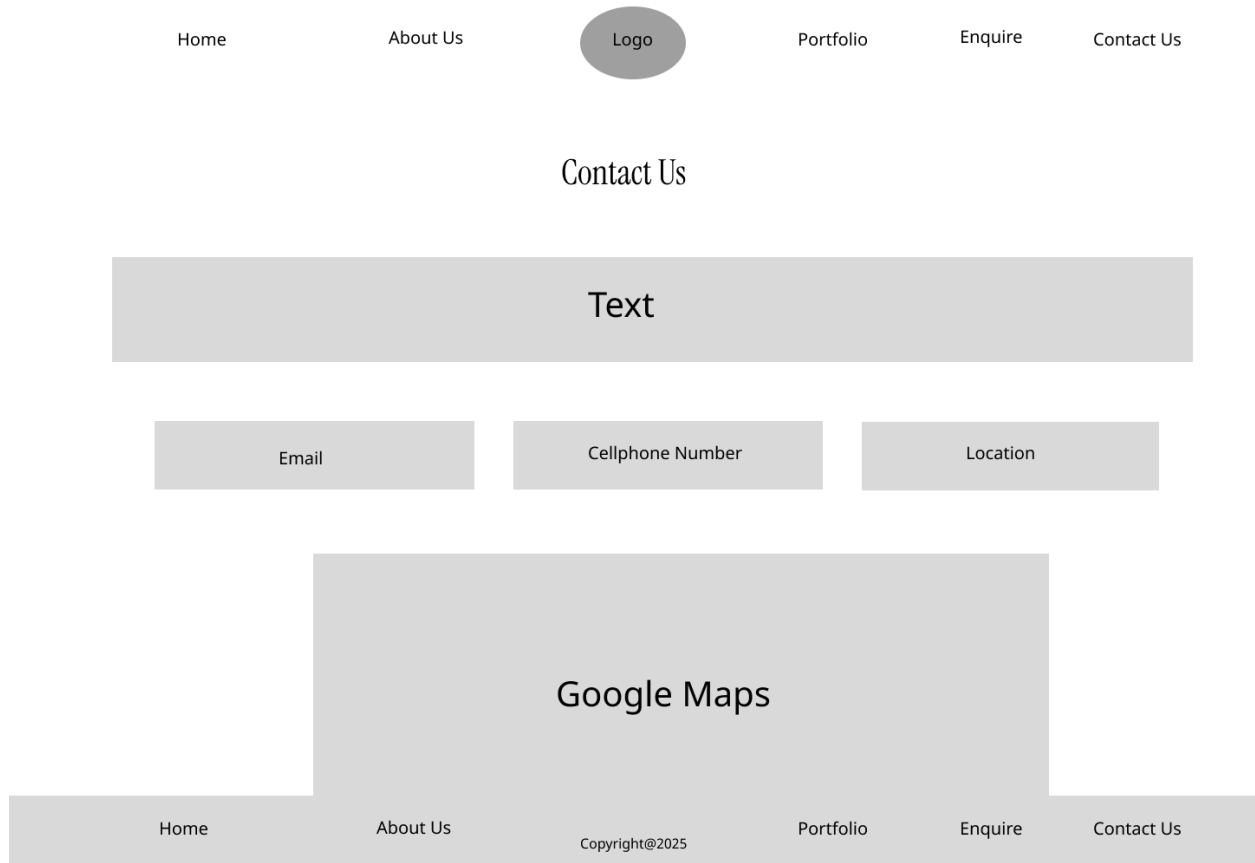 Home
About Us
Logo
Portfolio
Enquire
Contact Us
Contact Us
Text
Email
Cellphone Number
Location
Google Maps
Home
About Us
Copyright@2025
Portfolio
Enquire
Contact Us